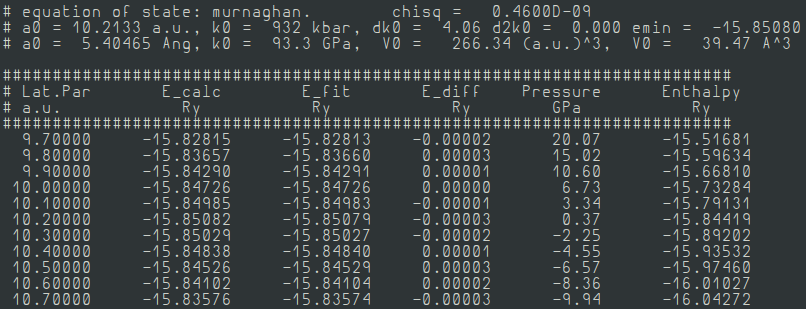 # equation of state: murnaghan.        chisq =   0.4600D-09
# a0 = 10.2133 a.u., k0 =  932 kbar, dk0 =  4.06 d2k0 =  0.000 emin =  -15.85080
# a0 =  5.40465 Ang, k0 =  93.3 GPa,  V0 =   266.34 (a.u.)^3,  V0 =   39.47 A^3
########################################################################
# Lat.Par       E_calc        E_fit       E_diff    Pressure      Enthalpy
# a.u.            Ry            Ry          Ry        GPa            Ry
########################################################################
9.70000     -15.82815     -15.82813    -0.00002      20.07     -15.51681
9.80000     -15.83657     -15.83660     0.00003      15.02     -15.59634
9.90000     -15.84290     -15.84291     0.00001      10.60     -15.66810
10.00000     -15.84726     -15.84726     0.00000       6.73     -15.73284
10.10000     -15.84985     -15.84983    -0.00001       3.34     -15.79131
10.20000     -15.85082     -15.85079    -0.00003       0.37     -15.84419
10.30000     -15.85029     -15.85027    -0.00002      -2.25     -15.89202
10.40000     -15.84838     -15.84840     0.00001      -4.55     -15.93532
10.50000     -15.84526     -15.84529     0.00003      -6.57     -15.97460
10.60000     -15.84102     -15.84104     0.00002      -8.36     -16.01027
10.70000     -15.83576     -15.83574    -0.00003      -9.94     -16.04272